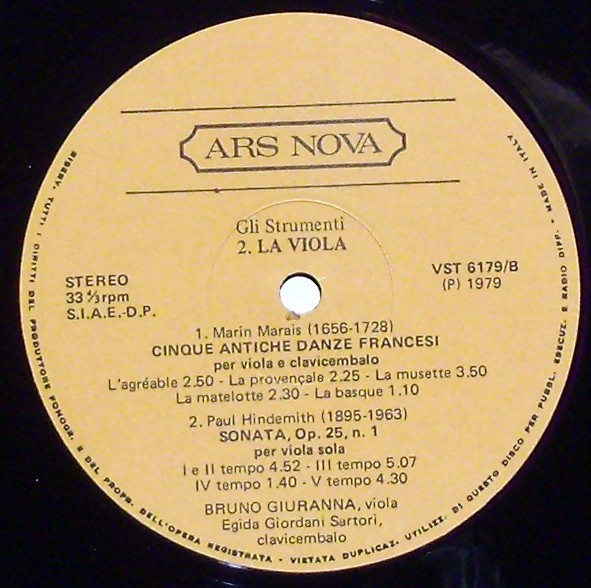 ARS NOVA
Gli Strumenti
2. LA VIOLA
STEREO
33 ⅓ rpm
S.I.A.E.-D.P.
VST 6179/B
(P) 1979
1. Marin Marais (1656-1728)
CINQUE ANTICHE DANZE FRANCESI
per viola e clavicembalo
L'agréable 2.50 - La provençale 2.25 - La musette 3.50
La matelotte 2.30 - La basque 1.10
2. Paul Hindemith (1895-1963)
SONATA, Op. 25, n. 1
per viola sola
I e II tempo 4.52 - III tempo 5.07
IV tempo 1.40 - V tempo 4.30
BRUNO GIURANNA, viola
Egida Giordani Sartori,
clavicembalo
RISERV. TUTTI I DIRITTI DEL PRODUTTORE FONOGR. E DEL PROPR. DELL'OPERA REGISTRATA - VIETATA DUPLICAZ. UTILIZZ. DI QUESTO DISCO PER PUBBL. ESECUZ. E RADIO DIFF. - MADE IN ITALY